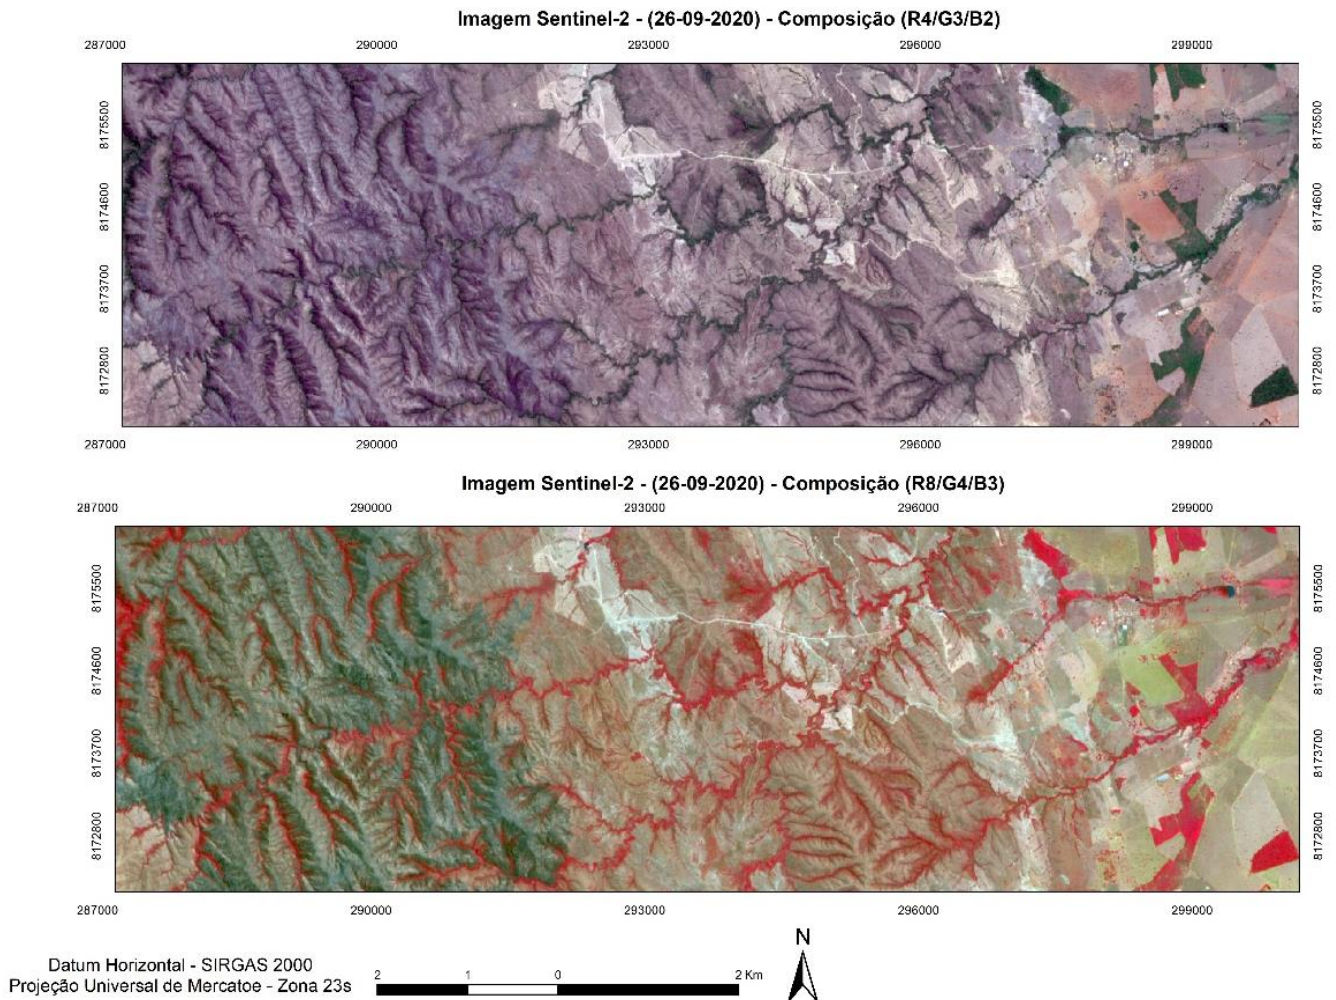 Imagem Sentinel-2 - (26-09-2020) - Composição (R4/G3/B2)
287000 290000 293000 296000 299000
8175500 8175500
8174600 8174600
8173700 8173700
8172800 8172800
287000 290000 293000 296000 299000
Imagem Sentinel-2 - (26-09-2020) - Composição (R8/G4/B3)
287000 290000 293000 296000 299000
8175500 8175500
8174600 8174600
8173700 8173700
8172800 8172800
287000 290000 293000 296000 299000
N
Datum Horizontal - SIRGAS 2000
Projeção Universal de Mercatoe - Zona 23s
2 1 0 2 Km